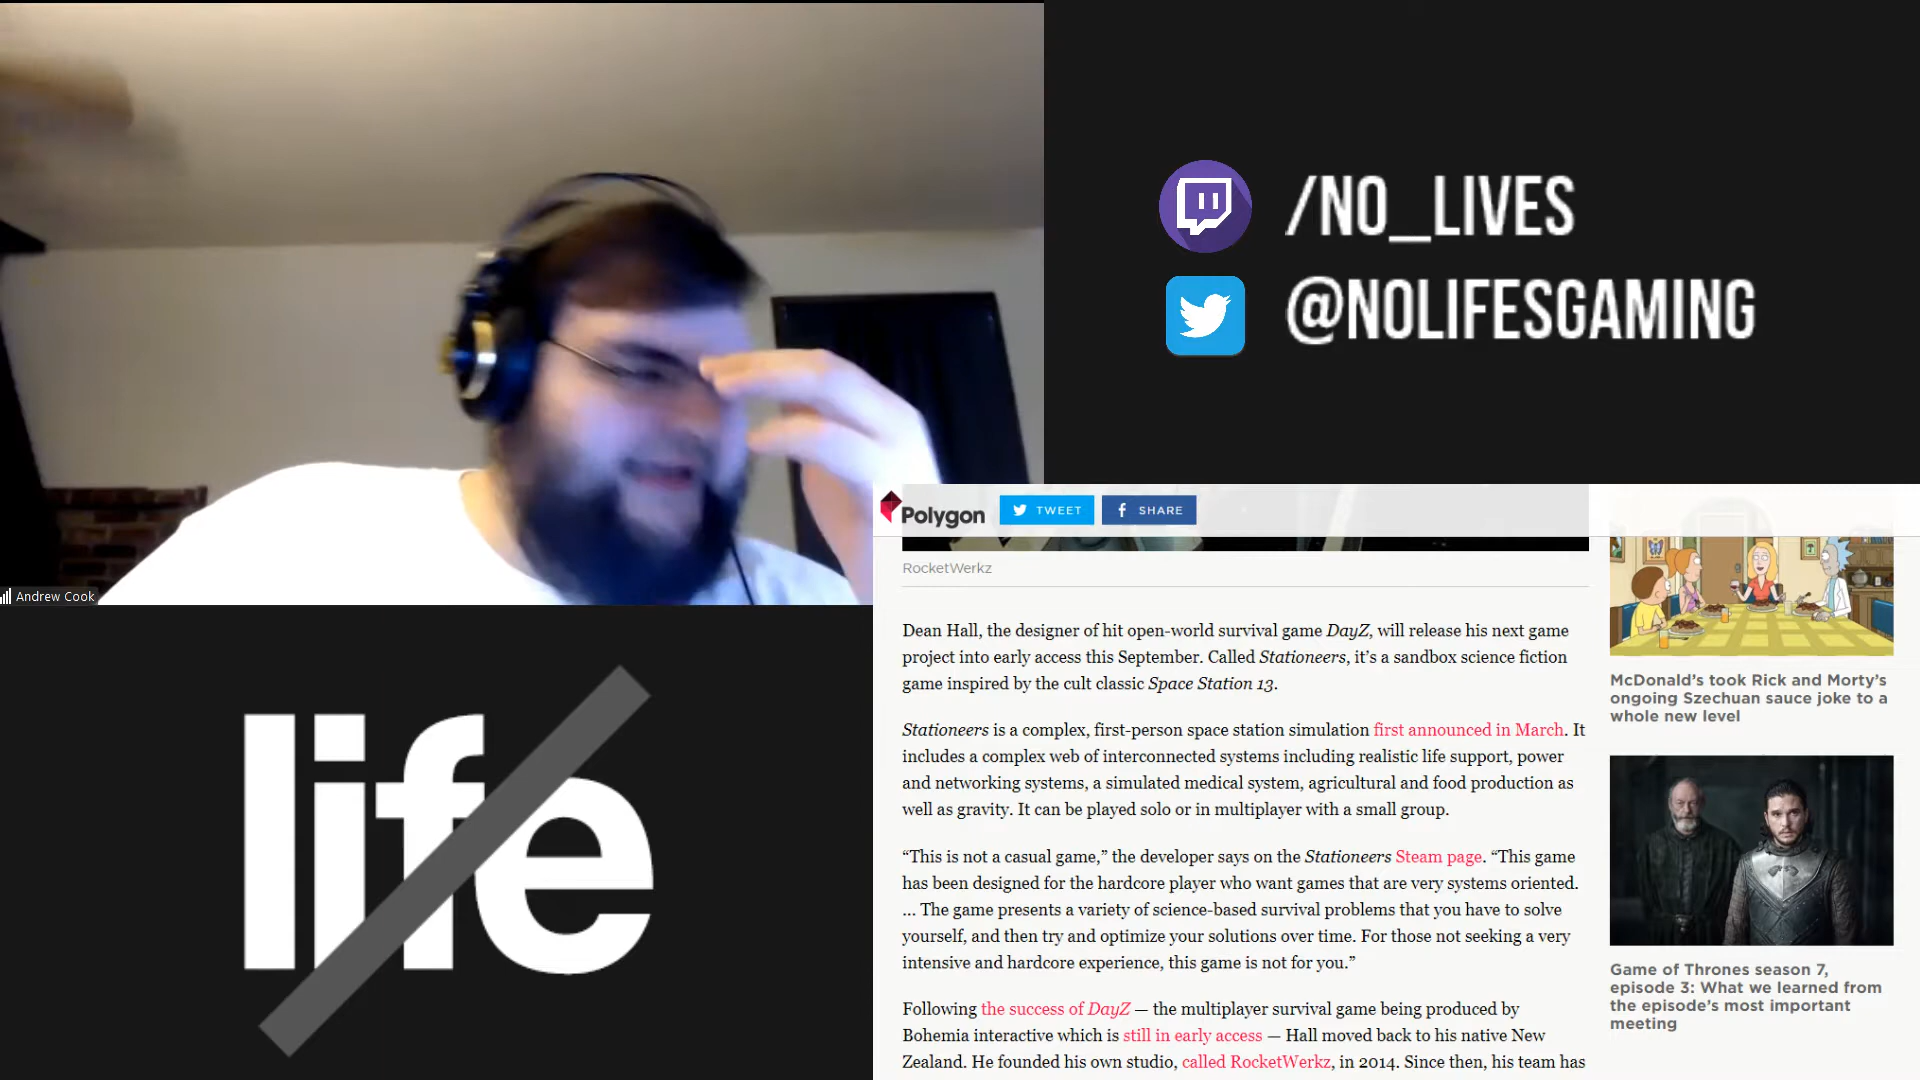 /NO_LIVES
@NOLIFESGAMING
Andrew Cook
life
Polygon
TWEET
SHARE
RocketWerkz
Dean Hall, the designer of hit open-world survival game DayZ, will release his next game
project into early access this September. Called Stationeers, it’s a sandbox science fiction
game inspired by the cult classic Space Station 13.
Stationeers is a complex, first-person space station simulation first announced in March. It
includes a complex web of interconnected systems including realistic life support, power
and networking systems, a simulated medical system, agricultural and food production as
well as gravity. It can be played solo or in multiplayer with a small group.
“This is not a casual game,” the developer says on the Stationeers Steam page. “This game
has been designed for the hardcore player who want games that are very systems oriented.
... The game presents a variety of science-based survival problems that you have to solve
yourself, and then try and optimize your solutions over time. For those not seeking a very
intensive and hardcore experience, this game is not for you.”
Following the success of DayZ — the multiplayer survival game being produced by
Bohemia interactive which is still in early access — Hall moved back to his native New
Zealand. He founded his own studio, called RocketWerkz, in 2014. Since then, his team has
McDonald’s took Rick and Morty’s
ongoing Szechuan sauce joke to a
whole new level
Game of Thrones season 7,
episode 3: What we learned from
the episode’s most important
meeting